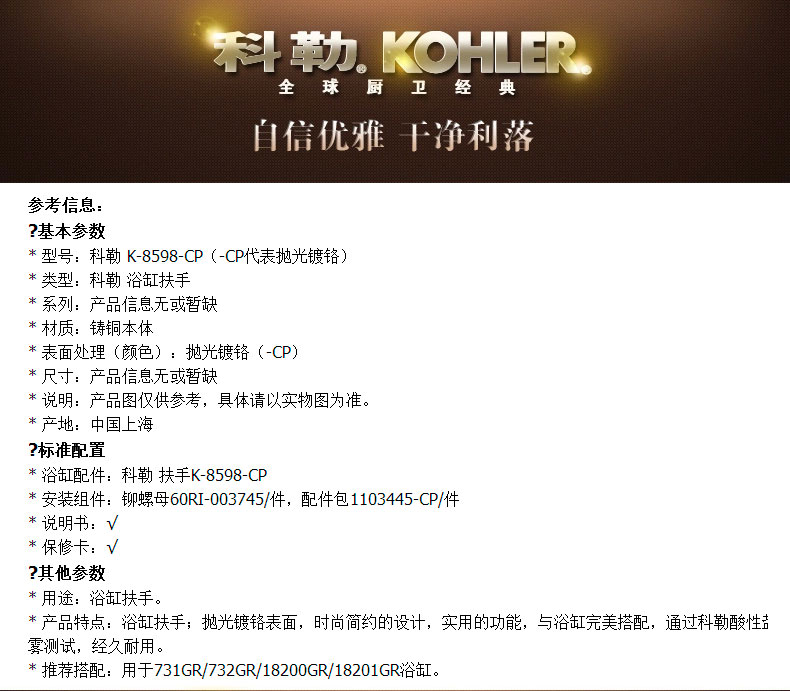 科勒® KOHLER®
全球厨卫经典
自信优雅 干净利落
参考信息：
?基本参数
* 型号：科勒 K-8598-CP（-CP代表抛光镀铬）
* 类型：科勒 浴缸扶手
* 系列：产品信息无或暂缺
* 材质：铸铜本体
* 表面处理（颜色）：抛光镀铬（-CP）
* 尺寸：产品信息无或暂缺
* 说明：产品图仅供参考，具体请以实物图为准。
* 产地：中国上海
?标准配置
* 浴缸配件：科勒 扶手K-8598-CP
* 安装组件：铆螺母60RI-003745/件，配件包1103445-CP/件
* 说明书：√
* 保修卡：√
?其他参数
* 用途：浴缸扶手。
* 产品特点：浴缸扶手；抛光镀铬表面，时尚简约的设计，实用的功能，与浴缸完美搭配，通过科勒酸性
雾测试，经久耐用。
* 推荐搭配：用于731GR/732GR/18200GR/18201GR浴缸。